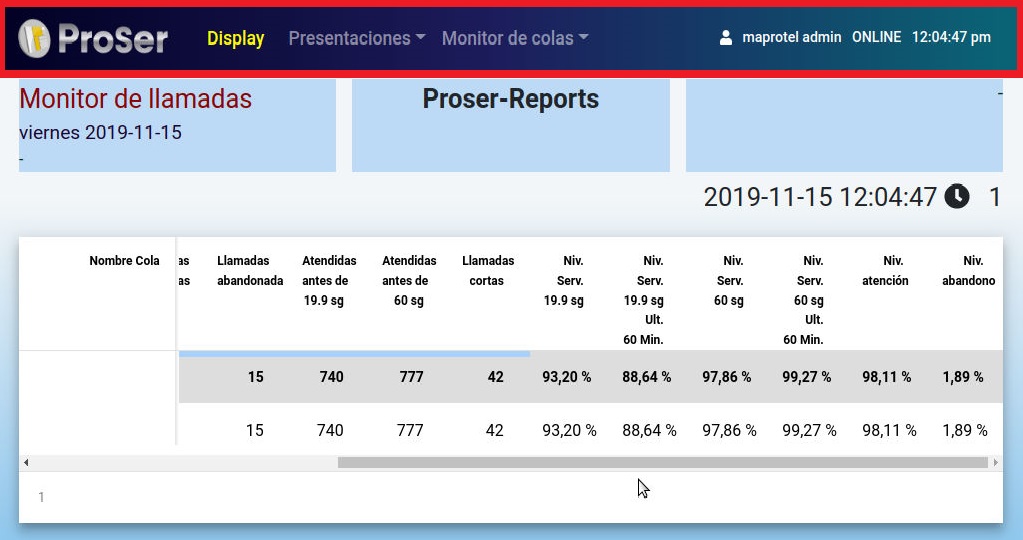 ProSer Display Presentaciones Monitor de colas maprotel admin ONLINE 12:04:47 pm
Monitor de llamadas Proser-Reports -
viernes 2019-11-15
-
2019-11-15 12:04:47 1
Nombre Cola as Llamadas Atendidas Atendidas Llamadas Niv. Niv. Niv. Niv. Niv. Niv.
as abandonada antes de antes de cortas Serv. Serv. Serv. Serv. atención abandono
19.9 sg 60 sg 19.9 sg 19.9 sg 60 sg 60 sg
Ult. Ult.
60 Min. 60 Min.
15 740 777 42 93,20 % 88,64 % 97,86 % 99,27 % 98,11 % 1,89 %
15 740 777 42 93,20 % 88,64 % 97,86 % 99,27 % 98,11 % 1,89 %
1